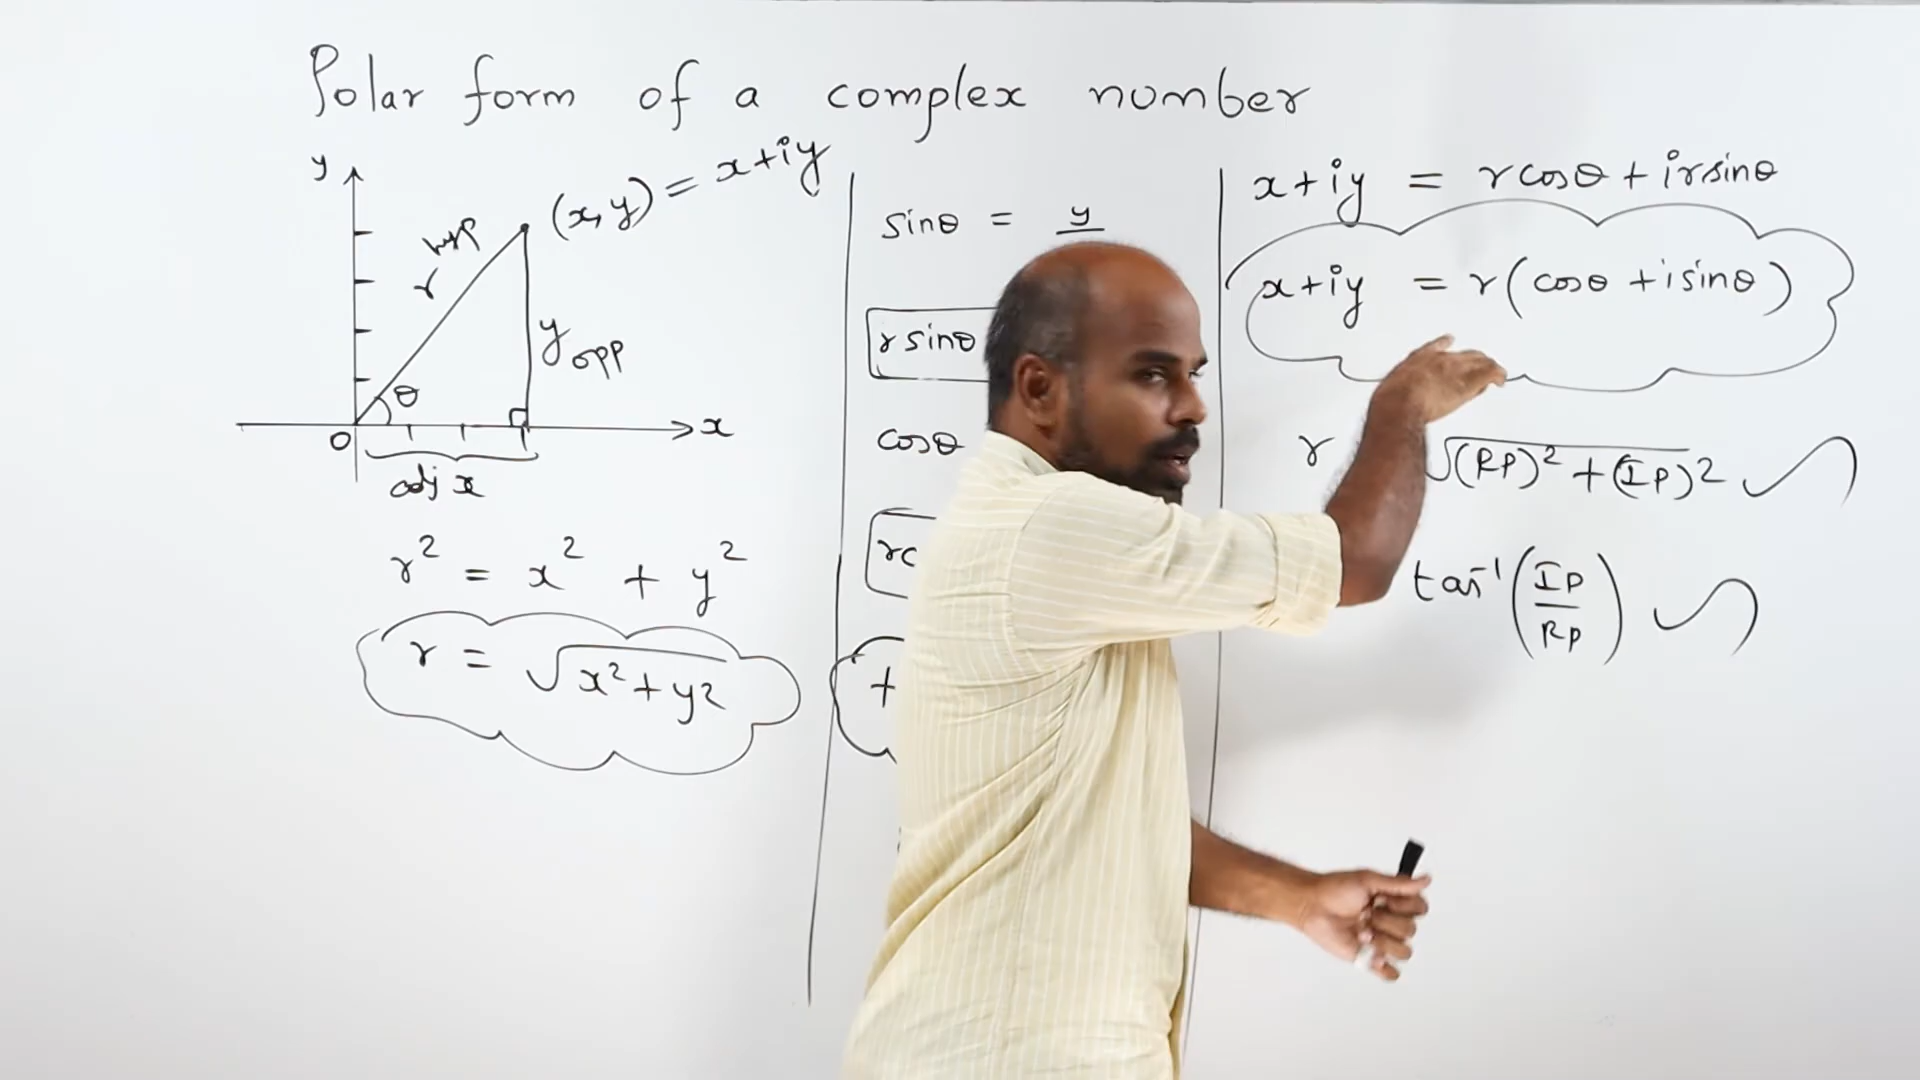 Polar form of a complex number
y
(x, y) = x+iy
hyp
r
y opp
θ
O
x
adj x
r² = x² + y²
r = √x²+y²
sinθ = y
r sinθ
cosθ
rc
t
x+iy = rcosθ + irsinθ
x+iy = r(cosθ + isinθ)
r √(RP)² + (IP)²
tan⁻¹(IP/RP)